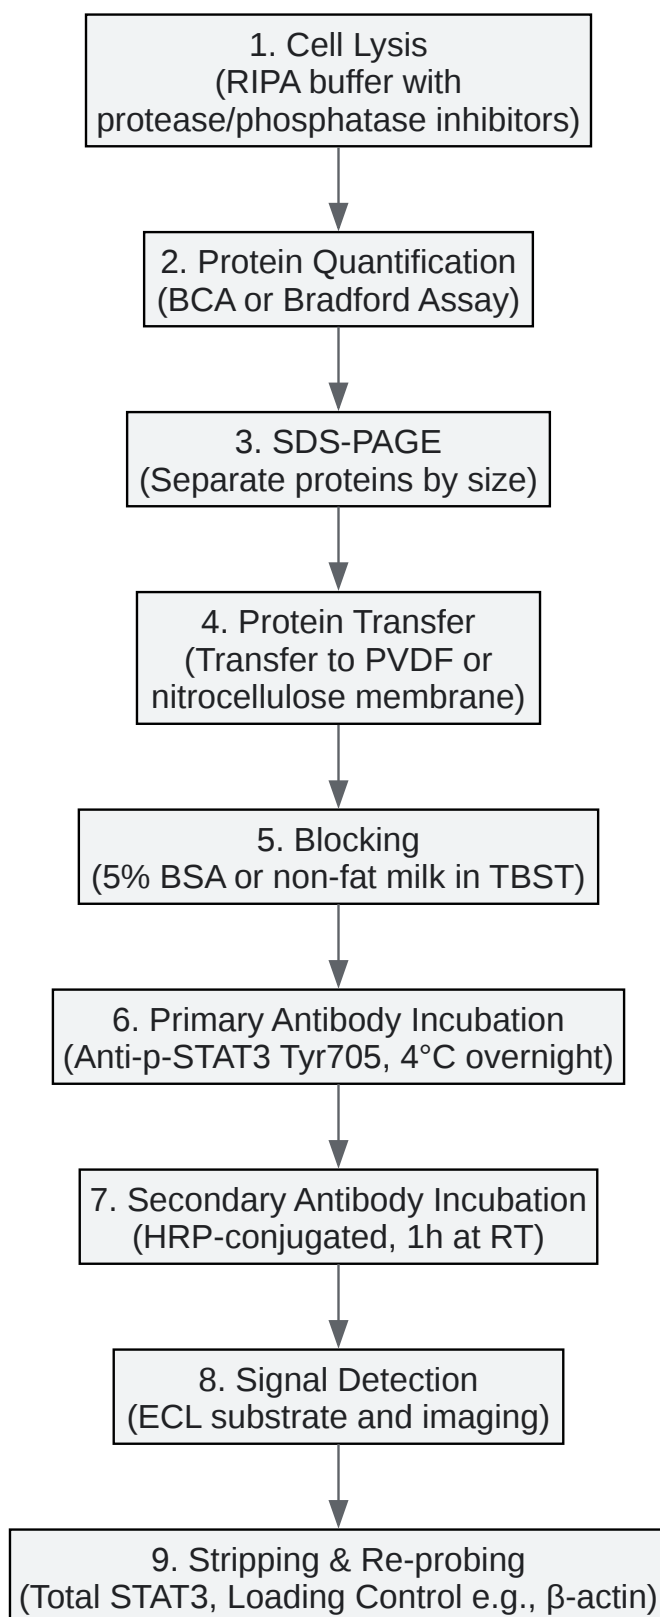 1. Cell Lysis
(RIPA buffer with
protease/phosphatase inhibitors)
2. Protein Quantification
(BCA or Bradford Assay)
3. SDS-PAGE
(Separate proteins by size)
4. Protein Transfer
(Transfer to PVDF or
nitrocellulose membrane)
5. Blocking
(5% BSA or non-fat milk in TBST)
6. Primary Antibody Incubation
(Anti-p-STAT3 Tyr705, 4°C overnight)
7. Secondary Antibody Incubation
(HRP-conjugated, 1h at RT)
8. Signal Detection
(ECL substrate and imaging)
9. Stripping & Re-probing
(Total STAT3, Loading Control e.g., β-actin)